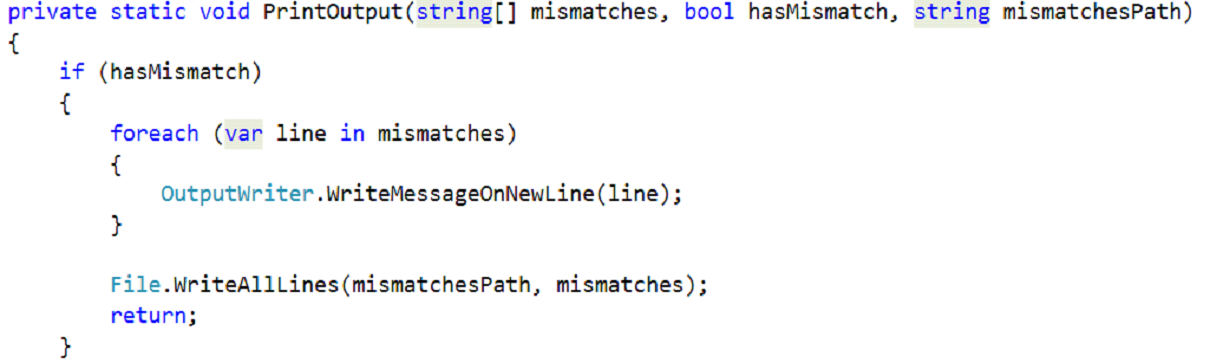 private static void PrintOutput(string[] mismatches, bool hasMismatch, string mismatchesPath)
{
    if (hasMismatch)
    {
        foreach (var line in mismatches)
        {
            OutputWriter.WriteMessageOnNewLine(line);
        }

        File.WriteAllLines(mismatchesPath, mismatches);
        return;
    }